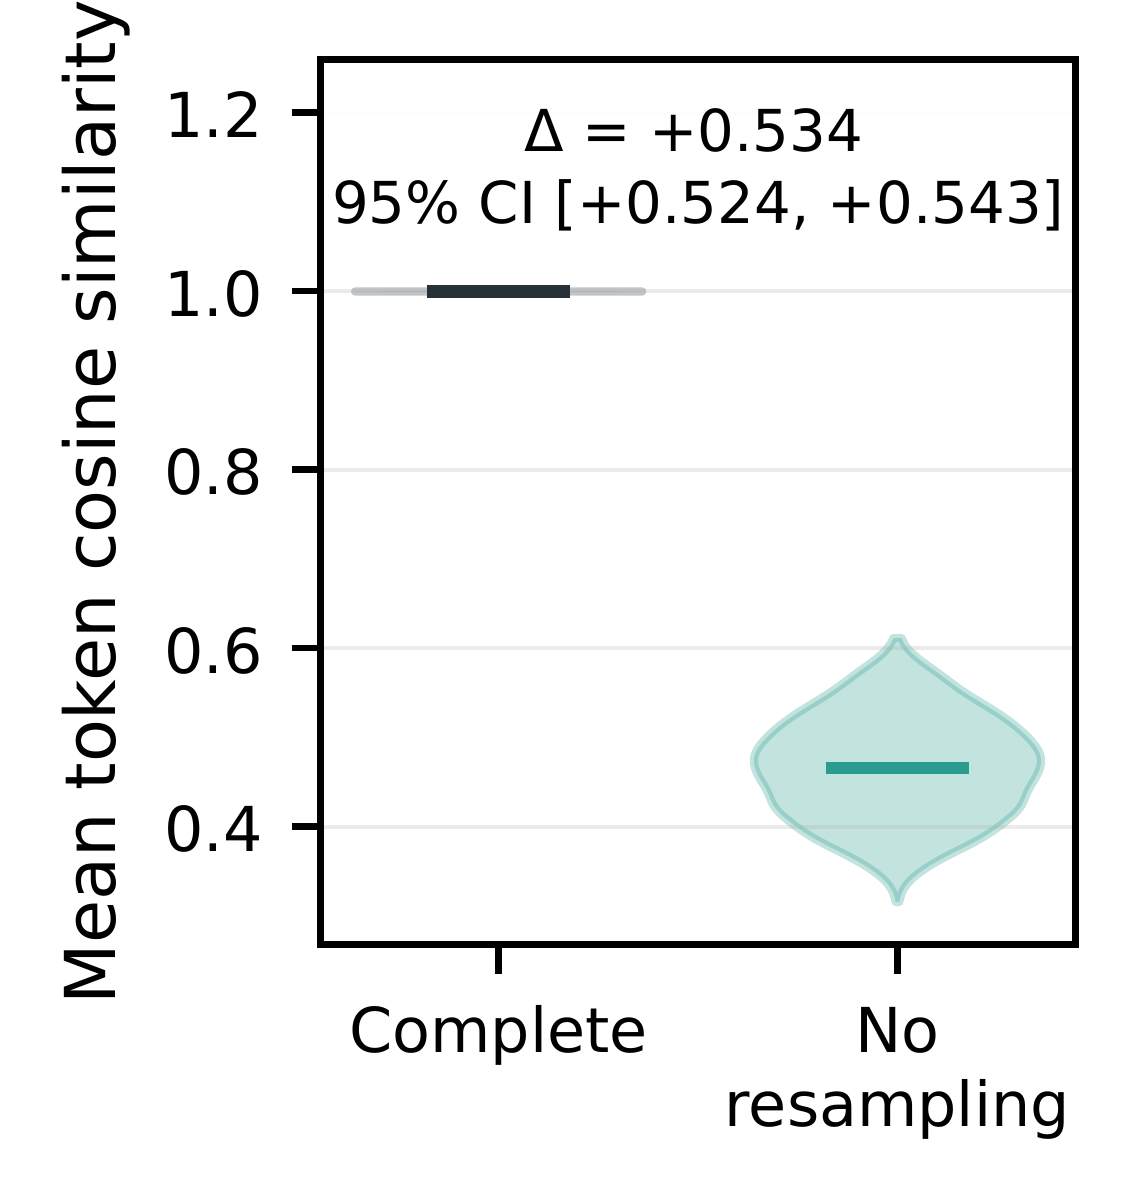 Mean token cosine similarity
1.2
1.0
0.8
0.6
0.4
Δ = +0.534
95% CI [+0.524, +0.543]
Complete
No
resampling